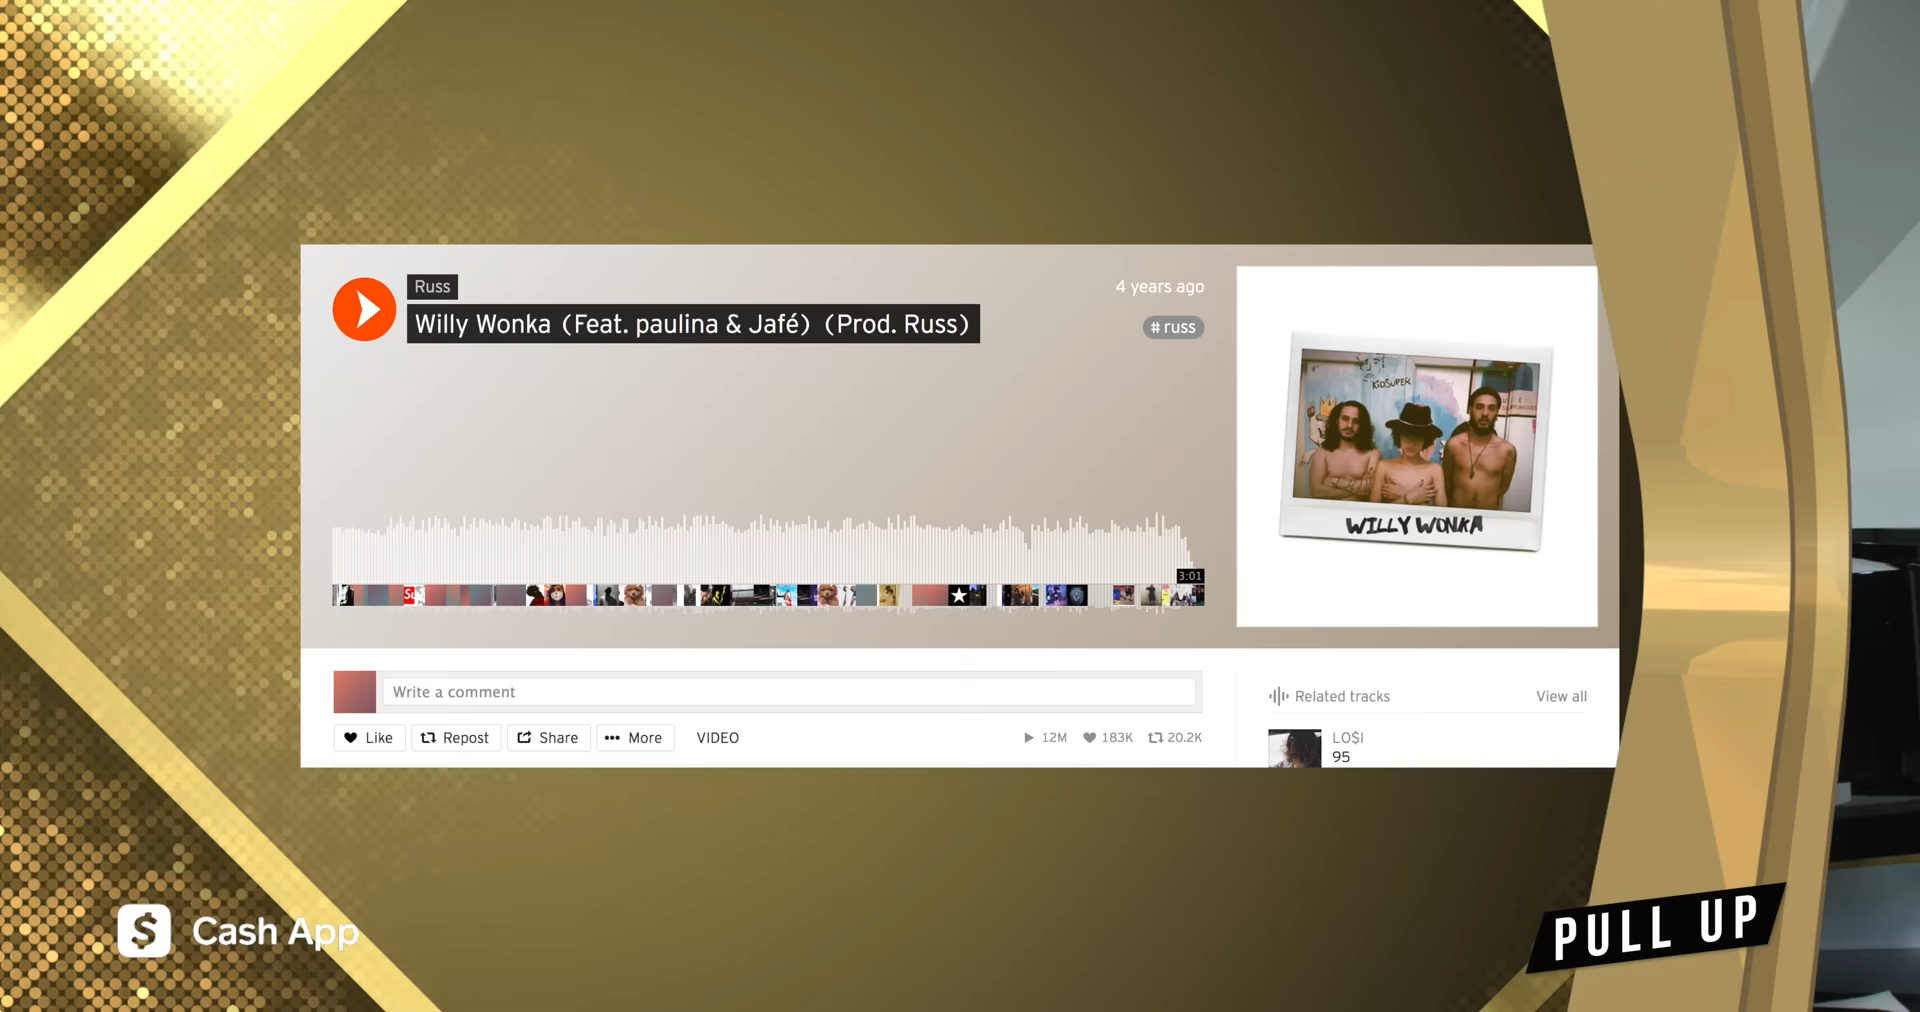 Russ
4 years ago
Willy Wonka (Feat. paulina & Jafé) (Prod. Russ)
# russ
KidSUPER
WILLY WONKA
3:01
Write a comment
Like
Repost
Share
More
VIDEO
12M
183K
20.2K
Related tracks
View all
LO$I
95
Cash App
PULL UP